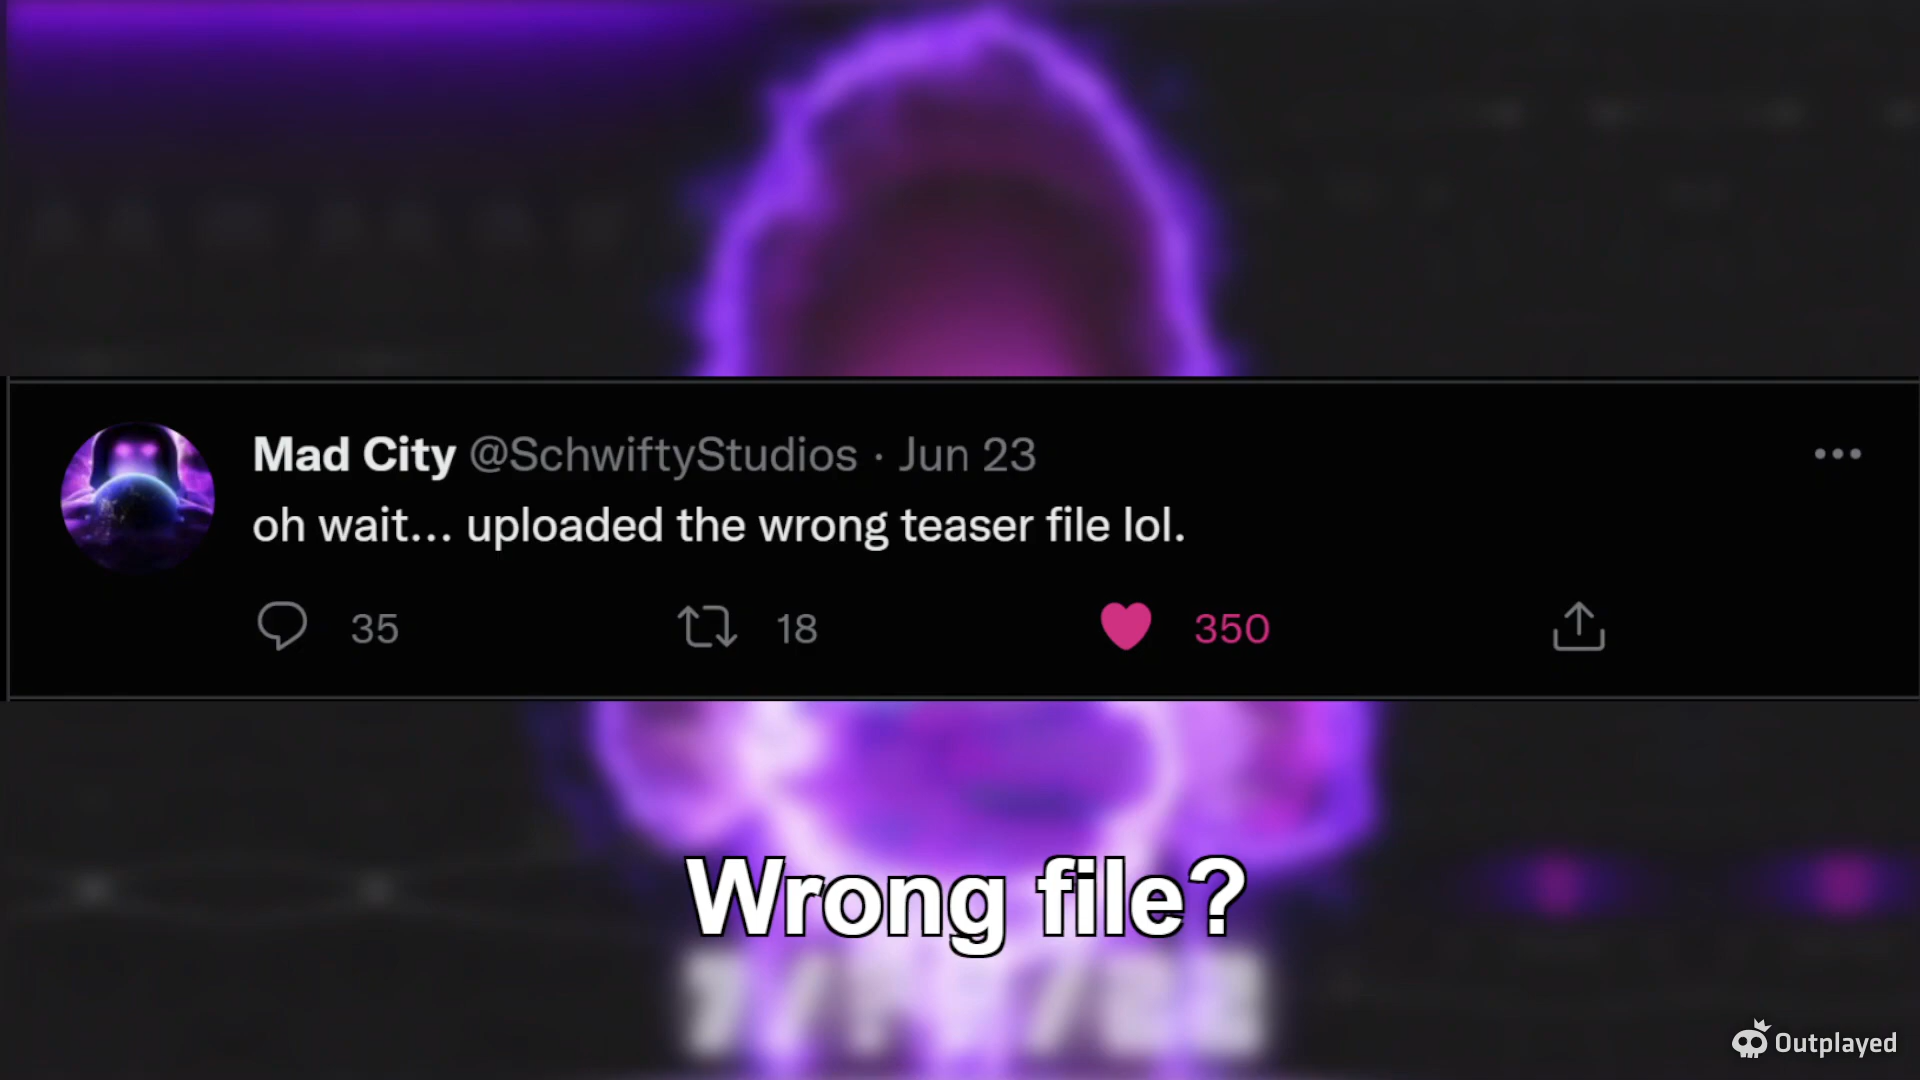 Mad City @SchwiftyStudios · Jun 23
oh wait... uploaded the wrong teaser file lol.
35 18 350
Wrong file?
Outplayed